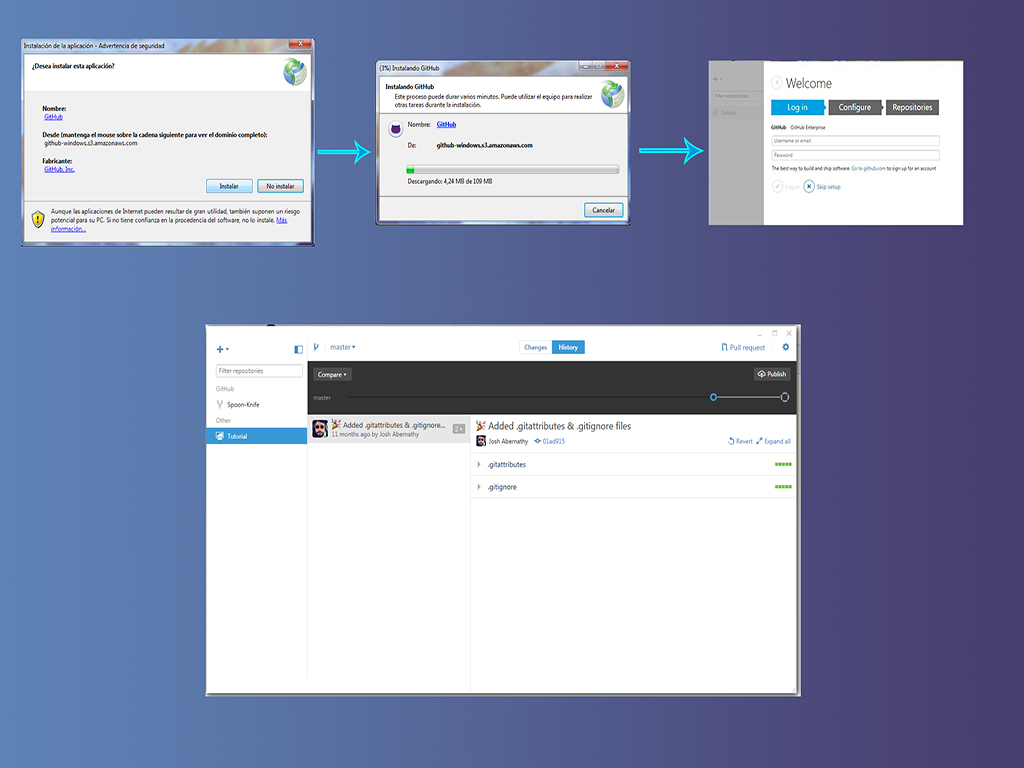 Instalación de la aplicación - Advertencia de seguridad
¿Desea instalar esta aplicación?
Nombre:
GitHub
Desde (mantenga el mouse sobre la cadena siguiente para ver el dominio completo):
github-windows.s3.amazonaws.com
Fabricante:
GitHub, Inc.
Instalar
No instalar
Aunque las aplicaciones de Internet pueden resultar de gran utilidad, también suponen un riesgo
potencial para su PC. Si no tiene confianza en la procedencia del software, no lo instale. Más
información...
(3%) Instalando GitHub
Instalando GitHub
Este proceso puede durar varios minutos. Puede utilizar el equipo para realizar
otras tareas durante la instalación.
Nombre: GitHub
De: github-windows.s3.amazonaws.com
Descargando: 4,24 MB de 109 MB
Cancelar
Filter repositories
Tutorial
Welcome
Log in
Configure
Repositories
GitHub GitHub Enterprise
Username or email
Password
The best way to build and ship software. Go to github.com to sign up for an account
Log in
Skip setup
master
Changes
History
Pull request
Filter repositories
GitHub
Spoon-Knife
Other
Tutorial
Compare
Publish
master
Added .gitattributes & .gitignore...
11 months ago by Josh Abernathy
2
Added .gitattributes & .gitignore files
Josh Abernathy 01ad915
Revert
Expand all
.gitattributes
.gitignore